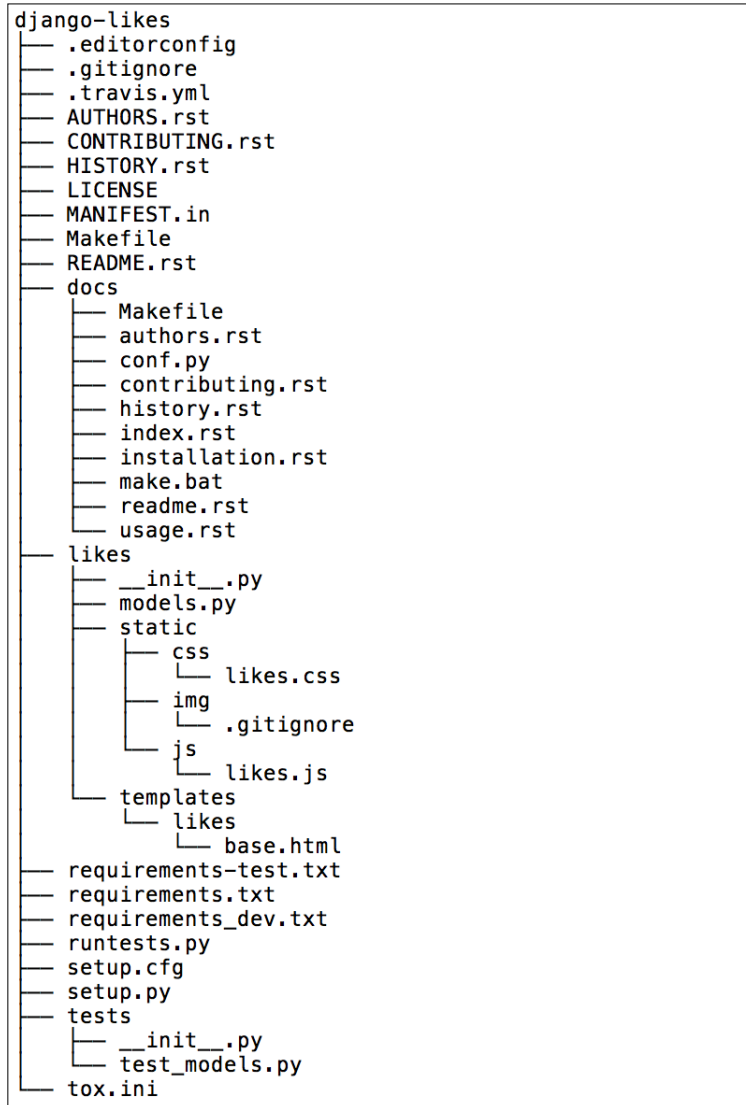 django-likes
├── .editorconfig
├── .gitignore
├── .travis.yml
├── AUTHORS.rst
├── CONTRIBUTING.rst
├── HISTORY.rst
├── LICENSE
├── MANIFEST.in
├── Makefile
├── README.rst
├── docs
│   ├── Makefile
│   ├── authors.rst
│   ├── conf.py
│   ├── contributing.rst
│   ├── history.rst
│   ├── index.rst
│   ├── installation.rst
│   ├── make.bat
│   ├── readme.rst
│   └── usage.rst
├── likes
│   ├── __init__.py
│   ├── models.py
│   ├── static
│   │   ├── css
│   │   │   └── likes.css
│   │   ├── img
│   │   │   └── .gitignore
│   │   └── js
│   │       └── likes.js
│   └── templates
│       └── likes
│           └── base.html
├── requirements-test.txt
├── requirements.txt
├── requirements_dev.txt
├── runtests.py
├── setup.cfg
├── setup.py
├── tests
│   ├── __init__.py
│   └── test_models.py
└── tox.ini